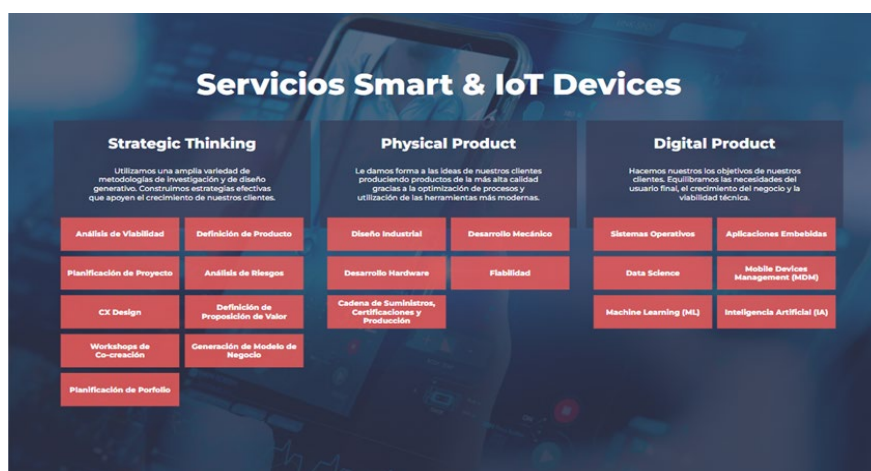 Servicios Smart & IoT Devices
Strategic Thinking
Utilizamos una amplia variedad de
metodologías de investigación y de diseño
generativo. Construimos estrategias efectivas
que apoyen el crecimiento de nuestros clientes.
Análisis de Viabilidad
Definición de Producto
Planificación de Proyecto
Análisis de Riesgos
CX Design
Definición de
Proposición de Valor
Workshops de
Co-creación
Generación de Modelo de
Negocio
Planificación de Porfolio
Physical Product
Le damos forma a las ideas de nuestros clientes
produciendo productos de la más alta calidad
gracias a la optimización de procesos y
utilización de las herramientas más modernas.
Diseño Industrial
Desarrollo Mecánico
Desarrollo Hardware
Fiabilidad
Cadena de Suministros,
Certificaciones y
Producción
Digital Product
Hacemos nuestros los objetivos de nuestros
clientes. Equilibramos las necesidades del
usuario final, el crecimiento del negocio y la
viabilidad técnica.
Sistemas Operativos
Aplicaciones Embebidas
Data Science
Mobile Devices
Management (MDM)
Machine Learning (ML)
Inteligencia Artificial (IA)